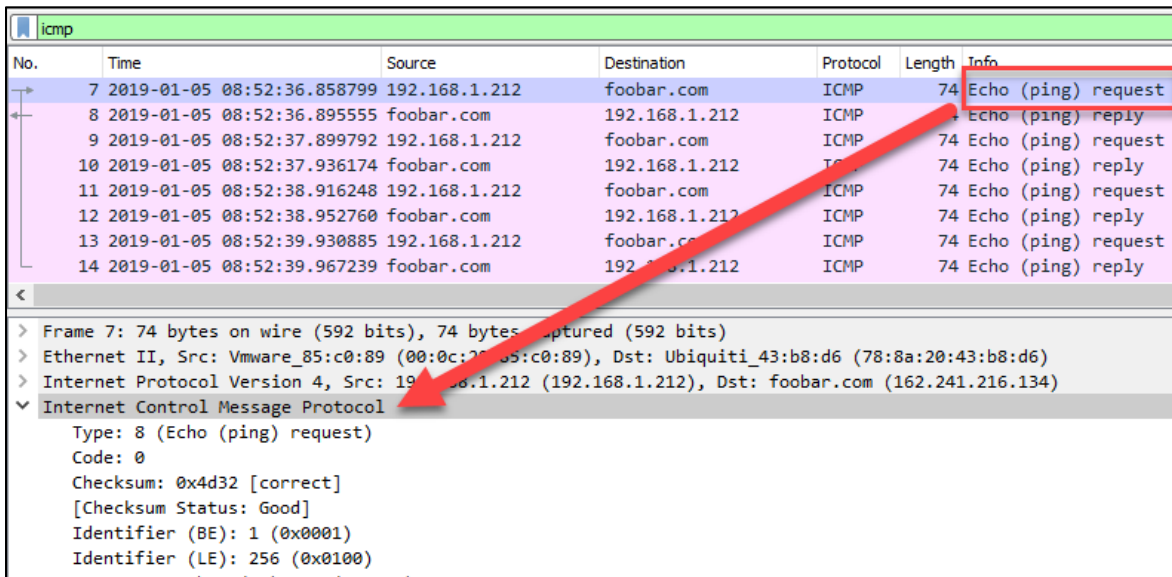 icmp
No. Time Source Destination Protocol Length Info
7 2019-01-05 08:52:36.858799 192.168.1.212 foobar.com ICMP 74 Echo (ping) request
8 2019-01-05 08:52:36.895555 foobar.com 192.168.1.212 ICMP Echo (ping) reply
9 2019-01-05 08:52:37.899792 192.168.1.212 foobar.com ICMP 74 Echo (ping) request
10 2019-01-05 08:52:37.936174 foobar.com 192.168.1.212 74 Echo (ping) reply
11 2019-01-05 08:52:38.916248 192.168.1.212 foobar.com ICMP 74 Echo (ping) request
12 2019-01-05 08:52:38.952760 foobar.com 192.168.1.212 ICMP 74 Echo (ping) reply
13 2019-01-05 08:52:39.930885 192.168.1.212 ICMP 74 Echo (ping) request
14 2019-01-05 08:52:39.967239 foobar.com ICMP 74 Echo (ping) reply
Frame 7: 74 bytes on wire (592 bits), 74 bytes captured (592 bits)
Ethernet II, Src: Vmware_85:c0:89 (00:0c:29:85:c0:89), Dst: Ubiquiti_43:b8:d6 (78:8a:20:43:b8:d6)
Internet Protocol Version 4, Src: (192.168.1.212), Dst: foobar.com (162.241.216.134)
Internet Control Message Protocol
Type: 8 (Echo (ping) request)
Code: 0
Checksum: 0x4d32 [correct]
[Checksum Status: Good]
Identifier (BE): 1 (0x0001)
Identifier (LE): 256 (0x0100)